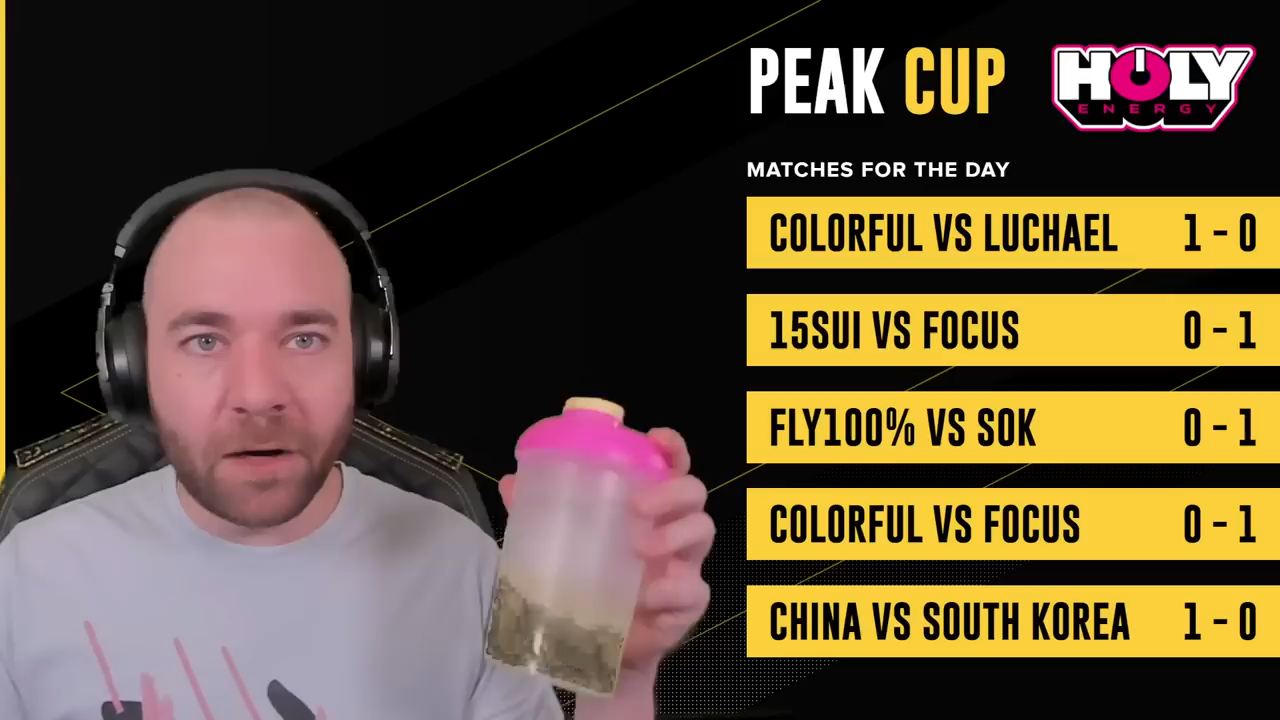 PEAK CUP
HOLY
ENERGY
MATCHES FOR THE DAY
COLORFUL VS LUCHAEL 1 - 0
15SUI VS FOCUS 0 - 1
FLY100% VS SOK 0 - 1
COLORFUL VS FOCUS 0 - 1
CHINA VS SOUTH KOREA 1 - 0